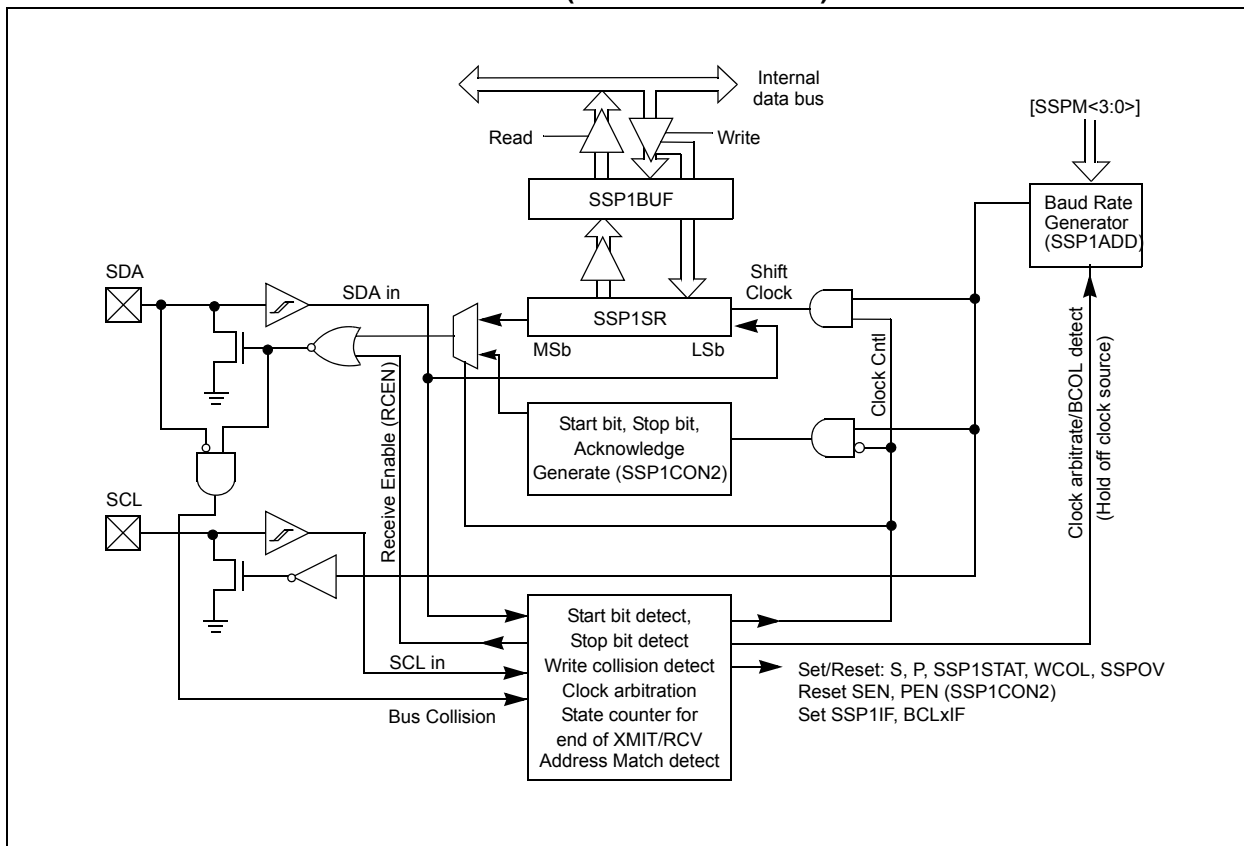 Internal
data bus
[SSPM<3:0>]
Read
Write
SSP1BUF
Baud Rate
Generator
(SSP1ADD)
SDA
SDA in
Shift
Clock
SSP1SR
MSb
LSb
Clock Cntl
Receive Enable (RCEN)
Start bit, Stop bit,
Acknowledge
Generate (SSP1CON2)
Clock arbitrate/BCOL detect
(Hold off clock source)
SCL
SCL in
Bus Collision
Start bit detect,
Stop bit detect
Write collision detect
Clock arbitration
State counter for
end of XMIT/RCV
Address Match detect
Set/Reset: S, P, SSP1STAT, WCOL, SSPOV
Reset SEN, PEN (SSP1CON2)
Set SSP1IF, BCLxIF